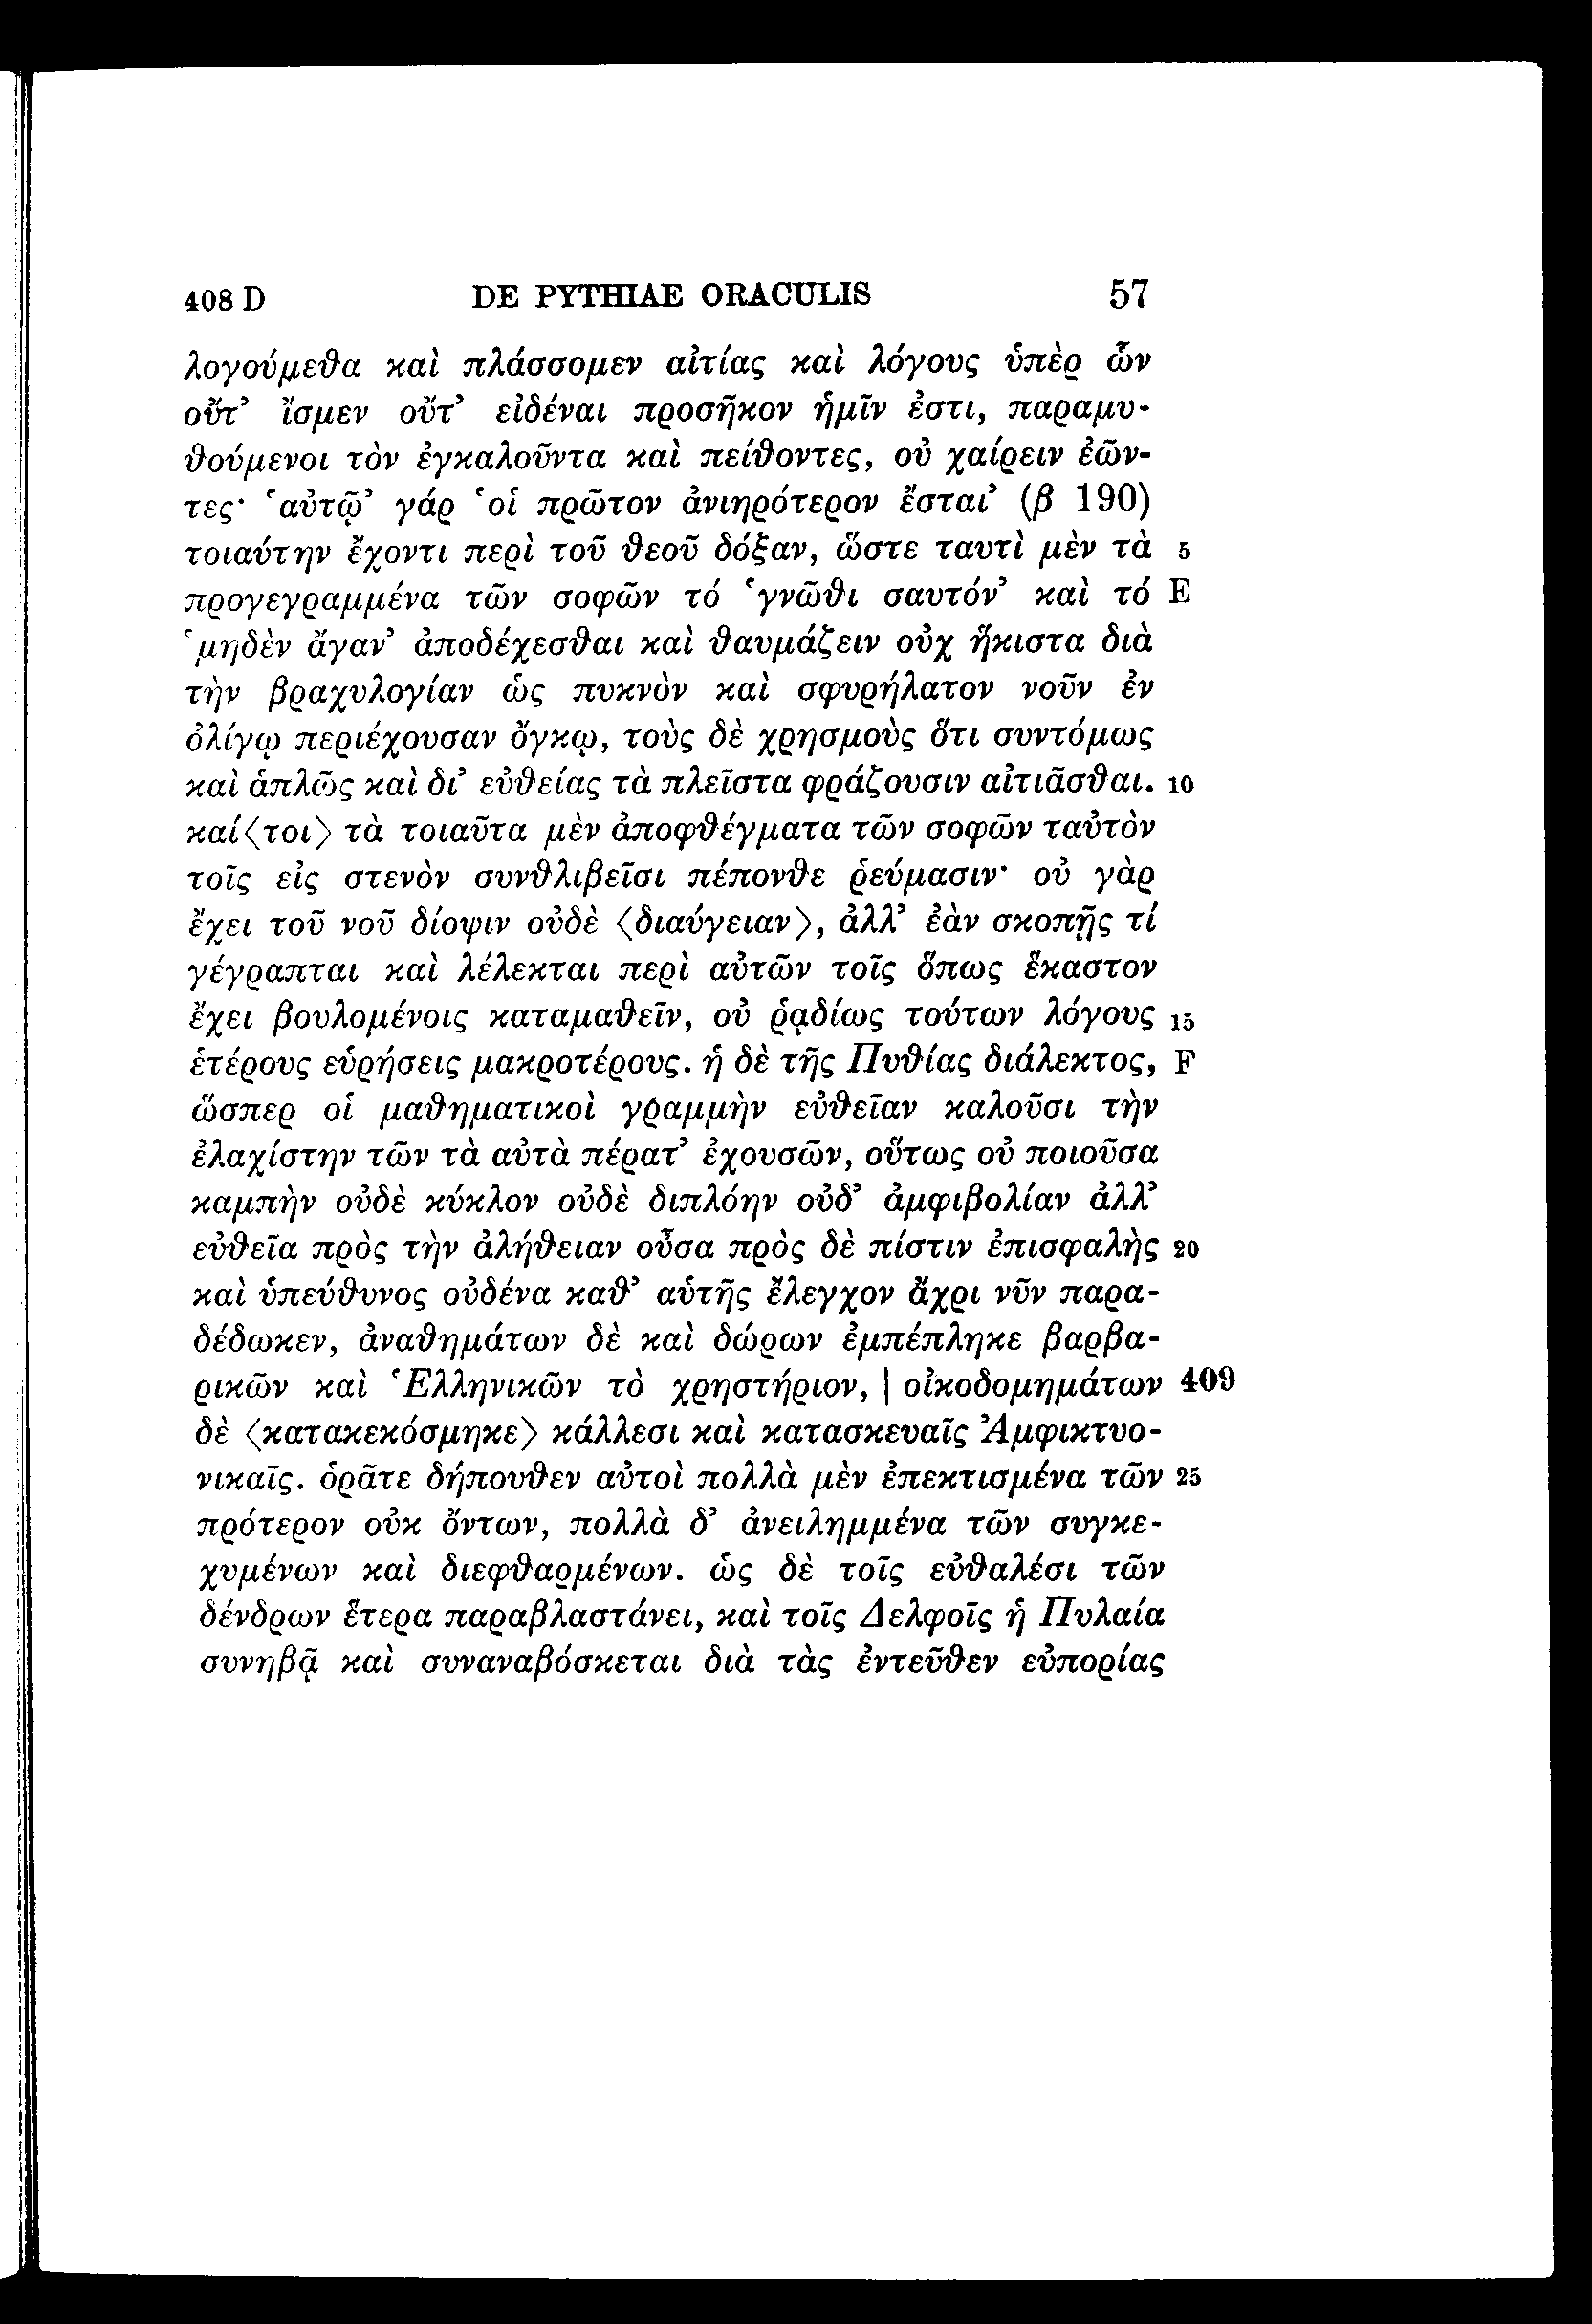 408 D DE PYTHIAE ORACULIS 57
λογούμεθα καὶ πλάσσομεν αἰτίας καὶ λόγους ὑπὲρ ὧν
οὔτ’ ἴσμεν οὔτ’ εἰδέναι προσῆκον ἡμῖν ἐστι, παραμυ-
θούμενοι τὸν ἐγκαλοῦντα καὶ πείθοντες, οὐ χαίρειν ἐῶν-
τες· ‘αὐτῷ’ γάρ ‘οἱ πρῶτον ἀνιηρότερον ἔσται’ (β 190)
τοιαύτην ἔχοντι περὶ τοῦ θεοῦ δόξαν, ὥστε ταυτὶ μὲν τὰ 5
προγεγραμμένα τῶν σοφῶν τό ‘γνῶθι σαυτόν’ καὶ τό E
‘μηδὲν ἄγαν’ ἀποδέχεσθαι καὶ θαυμάζειν οὐχ ἥκιστα διὰ
τὴν βραχυλογίαν ὡς πυκνὸν καὶ σφυρήλατον νοῦν ἐν
ὀλίγῳ περιέχουσαν ὄγκῳ, τοὺς δὲ χρησμοὺς ὅτι συντόμως
καὶ ἁπλῶς καὶ δι’ εὐθείας τὰ πλεῖστα φράζουσιν αἰτιᾶσθαι. 10
καί⟨τοι⟩ τὰ τοιαῦτα μὲν ἀποφθέγματα τῶν σοφῶν ταὐτὸν
τοῖς εἰς στενὸν συνθλιβεῖσι πέπονθε ῥεύμασιν· οὐ γὰρ
ἔχει τοῦ νοῦ δίοψιν οὐδὲ ⟨διαύγειαν⟩, ἀλλ’ ἐὰν σκοπῇς τί
γέγραπται καὶ λέλεκται περὶ αὐτῶν τοῖς ὅπως ἕκαστον
ἔχει βουλομένοις καταμαθεῖν, οὐ ῥᾳδίως τούτων λόγους 15
ἑτέρους εὑρήσεις μακροτέρους. ἡ δὲ τῆς Πυθίας διάλεκτος, F
ὥσπερ οἱ μαθηματικοὶ γραμμὴν εὐθεῖαν καλοῦσι τὴν
ἐλαχίστην τῶν τὰ αὐτὰ πέρατ’ ἐχουσῶν, οὕτως οὐ ποιοῦσα
καμπὴν οὐδὲ κύκλον οὐδὲ διπλόην οὐδ’ ἀμφιβολίαν ἀλλ’
εὐθεῖα πρὸς τὴν ἀλήθειαν οὖσα πρὸς δὲ πίστιν ἐπισφαλὴς 20
καὶ ὑπεύθυνος οὐδένα καθ’ αὑτῆς ἔλεγχον ἄχρι νῦν παρα-
δέδωκεν, ἀναθημάτων δὲ καὶ δώρων ἐμπέπληκε βαρβα-
ρικῶν καὶ Ἑλληνικῶν τὸ χρηστήριον, | οἰκοδομημάτων 409
δὲ ⟨κατακεκόσμηκε⟩ κάλλεσι καὶ κατασκευαῖς Ἀμφικτυο-
νικαῖς. ὁρᾶτε δήπουθεν αὐτοὶ πολλὰ μὲν ἐπεκτισμένα τῶν 25
πρότερον οὐκ ὄντων, πολλὰ δ’ ἀνειλημμένα τῶν συγκε-
χυμένων καὶ διεφθαρμένων. ὡς δὲ τοῖς εὐθαλέσι τῶν
δένδρων ἕτερα παραβλαστάνει, καὶ τοῖς Δελφοῖς ἡ Πυλαία
συνηβᾷ καὶ συναναβόσκεται διὰ τὰς ἐντεῦθεν εὐπορίας